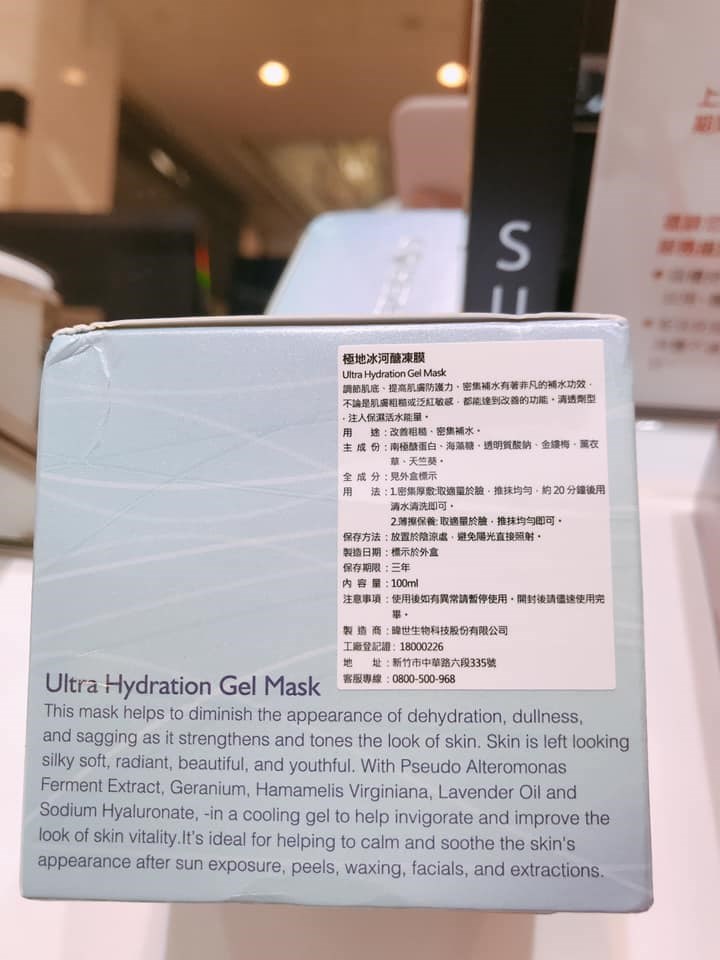 S
U
極地冰河醣凍膜
Ultra Hydration Gel Mask
調節肌底、提高肌膚防護力。密集補水有著非凡的補水功效。
不論是肌膚粗糙或泛紅敏感，都能達到改善的功能。清透劑型
，注入保濕活水能量。
用 途：改善粗糙、密集補水。
主 成 份：南極醣蛋白、海藻糖、透明質酸鈉、金縷梅、薰衣
草、天竺葵。
全 成 分：見外盒標示
用 法：1.密集厚敷:取適量於臉，推抹均勻，約20分鐘後用
清水清洗即可。
2.薄擦保養:取適量於臉，推抹均勻即可。
保存方法：放置於陰涼處，避免陽光直接照射。
製造日期：標示於外盒
保存期限：三年
內 容 量：100ml
注意事項：使用後如有異常請暫停使用。開封後請儘速使用完
畢。
製 造 商：暐世生物科技股份有限公司
工廠登記證：18000226
地 址：新竹市中華路六段335號
客服專線：0800-500-968
Ultra Hydration Gel Mask
This mask helps to diminish the appearance of dehydration, dullness,
and sagging as it strengthens and tones the look of skin. Skin is left looking
silky soft, radiant, beautiful, and youthful. With Pseudo Alteromonas
Ferment Extract, Geranium, Hamamelis Virginiana, Lavender Oil and
Sodium Hyaluronate, -in a cooling gel to help invigorate and improve the
look of skin vitality.It's ideal for helping to calm and soothe the skin's
appearance after sun exposure, peels, waxing, facials, and extractions.